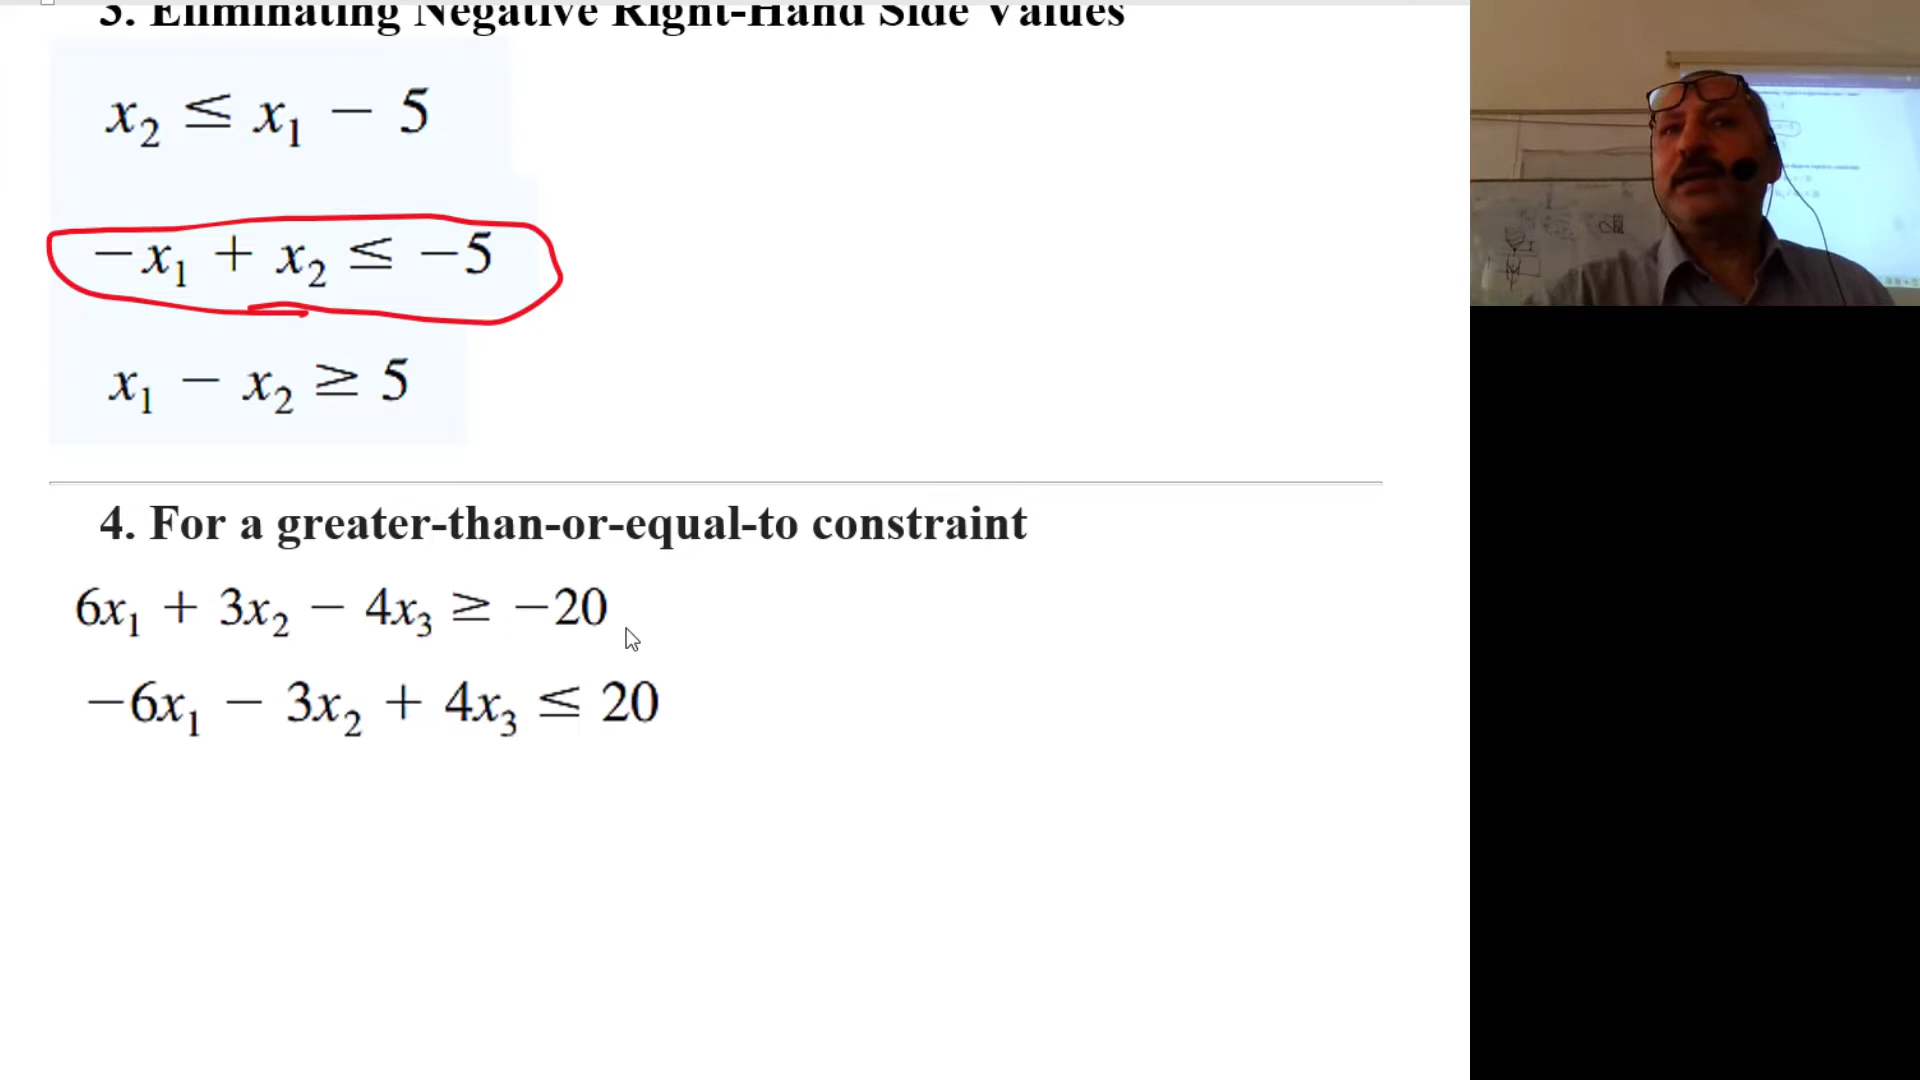 3. Eliminating Negative Right-Hand Side Values
x₂ ≤ x₁ − 5
−x₁ + x₂ ≤ −5
x₁ − x₂ ≥ 5
4. For a greater-than-or-equal-to constraint
6x₁ + 3x₂ − 4x₃ ≥ −20
−6x₁ − 3x₂ + 4x₃ ≤ 20